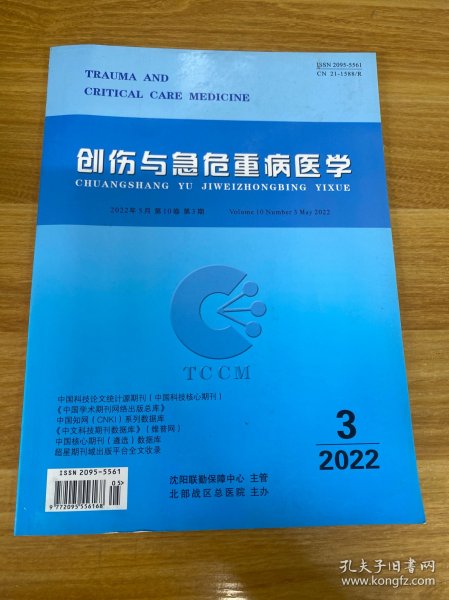 ISSN 2095-5561
CN 21-1588/R
TRAUMA AND
CRITICAL CARE MEDICINE
创伤与急危重病医学
CHUANGSHANG YU JIWEIZHONGBING YIXUE
2022年5月 第10卷 第3期 Volume 10 Number 3 May 2022
TCCM
中国科技论文统计源期刊(中国科技核心期刊)
《中国学术期刊网络出版总库》
中国知网(CNKI)系列数据库
《中文科技期刊数据库》(维普网)
中国核心期刊(遴选)数据库
超星期刊域出版平台全文收录
3
2022
ISSN 2095-5561
05>
9 772095 556168
沈阳联勤保障中心 主管
北部战区总医院 主办
孔夫子旧书网
www.kongfz.com